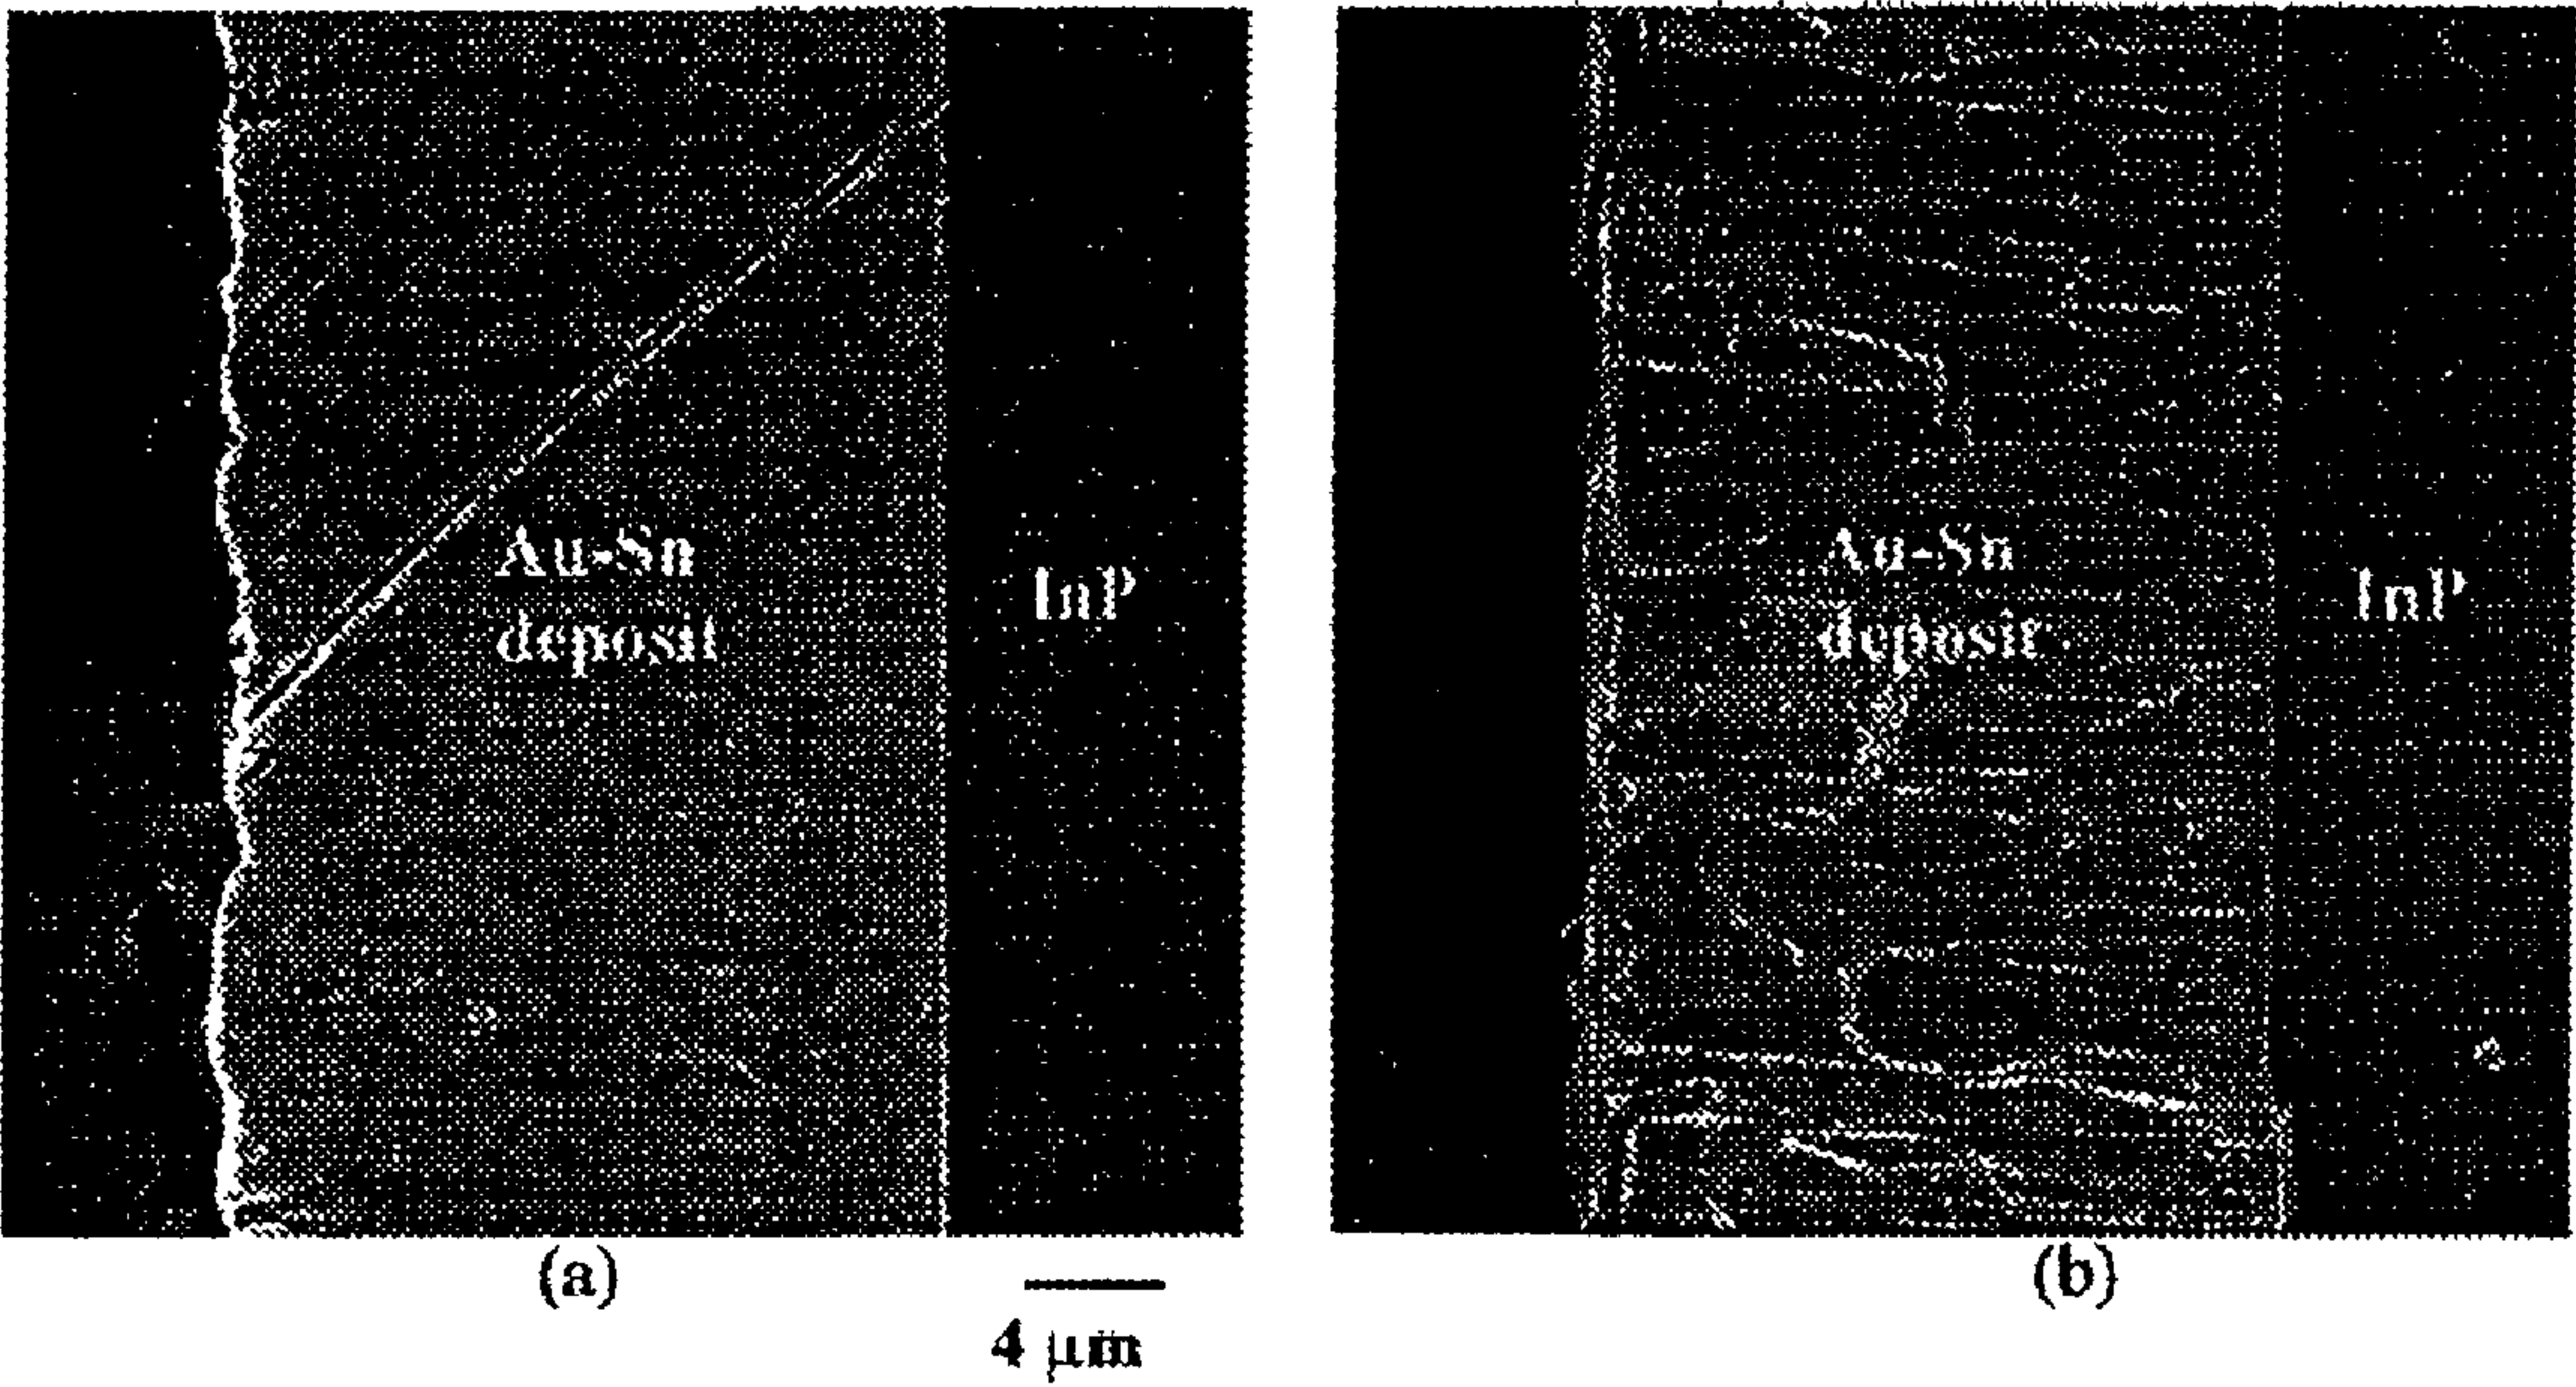 Au-Sn
deposit
InP
Au-Sn
deposit
InP
(a)
(b)
4 μm